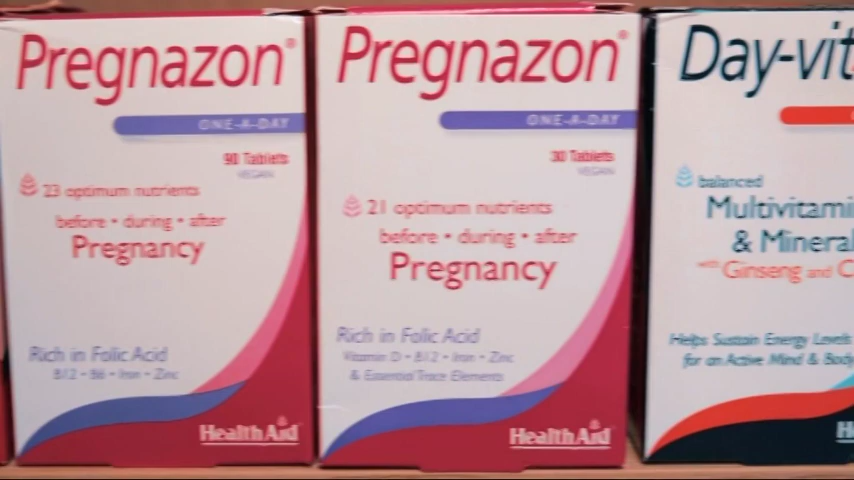 Pregnazon®
ONE-A-DAY
90 Tablets
VEGAN
23 optimum nutrients
before • during • after
Pregnancy
Rich in Folic Acid
B12 • B6 • Iron • Zinc
HealthAid
Pregnazon®
ONE-A-DAY
30 Tablets
VEGAN
21 optimum nutrients
before • during • after
Pregnancy
Rich in Folic Acid
Vitamin D • B12 • Iron • Zinc
& Essential Trace Elements
HealthAid
Day-vit
balanced
Multivitami
& Mineral
with Ginseng and C
Helps Sustain Energy Levels
for an Active Mind & Body